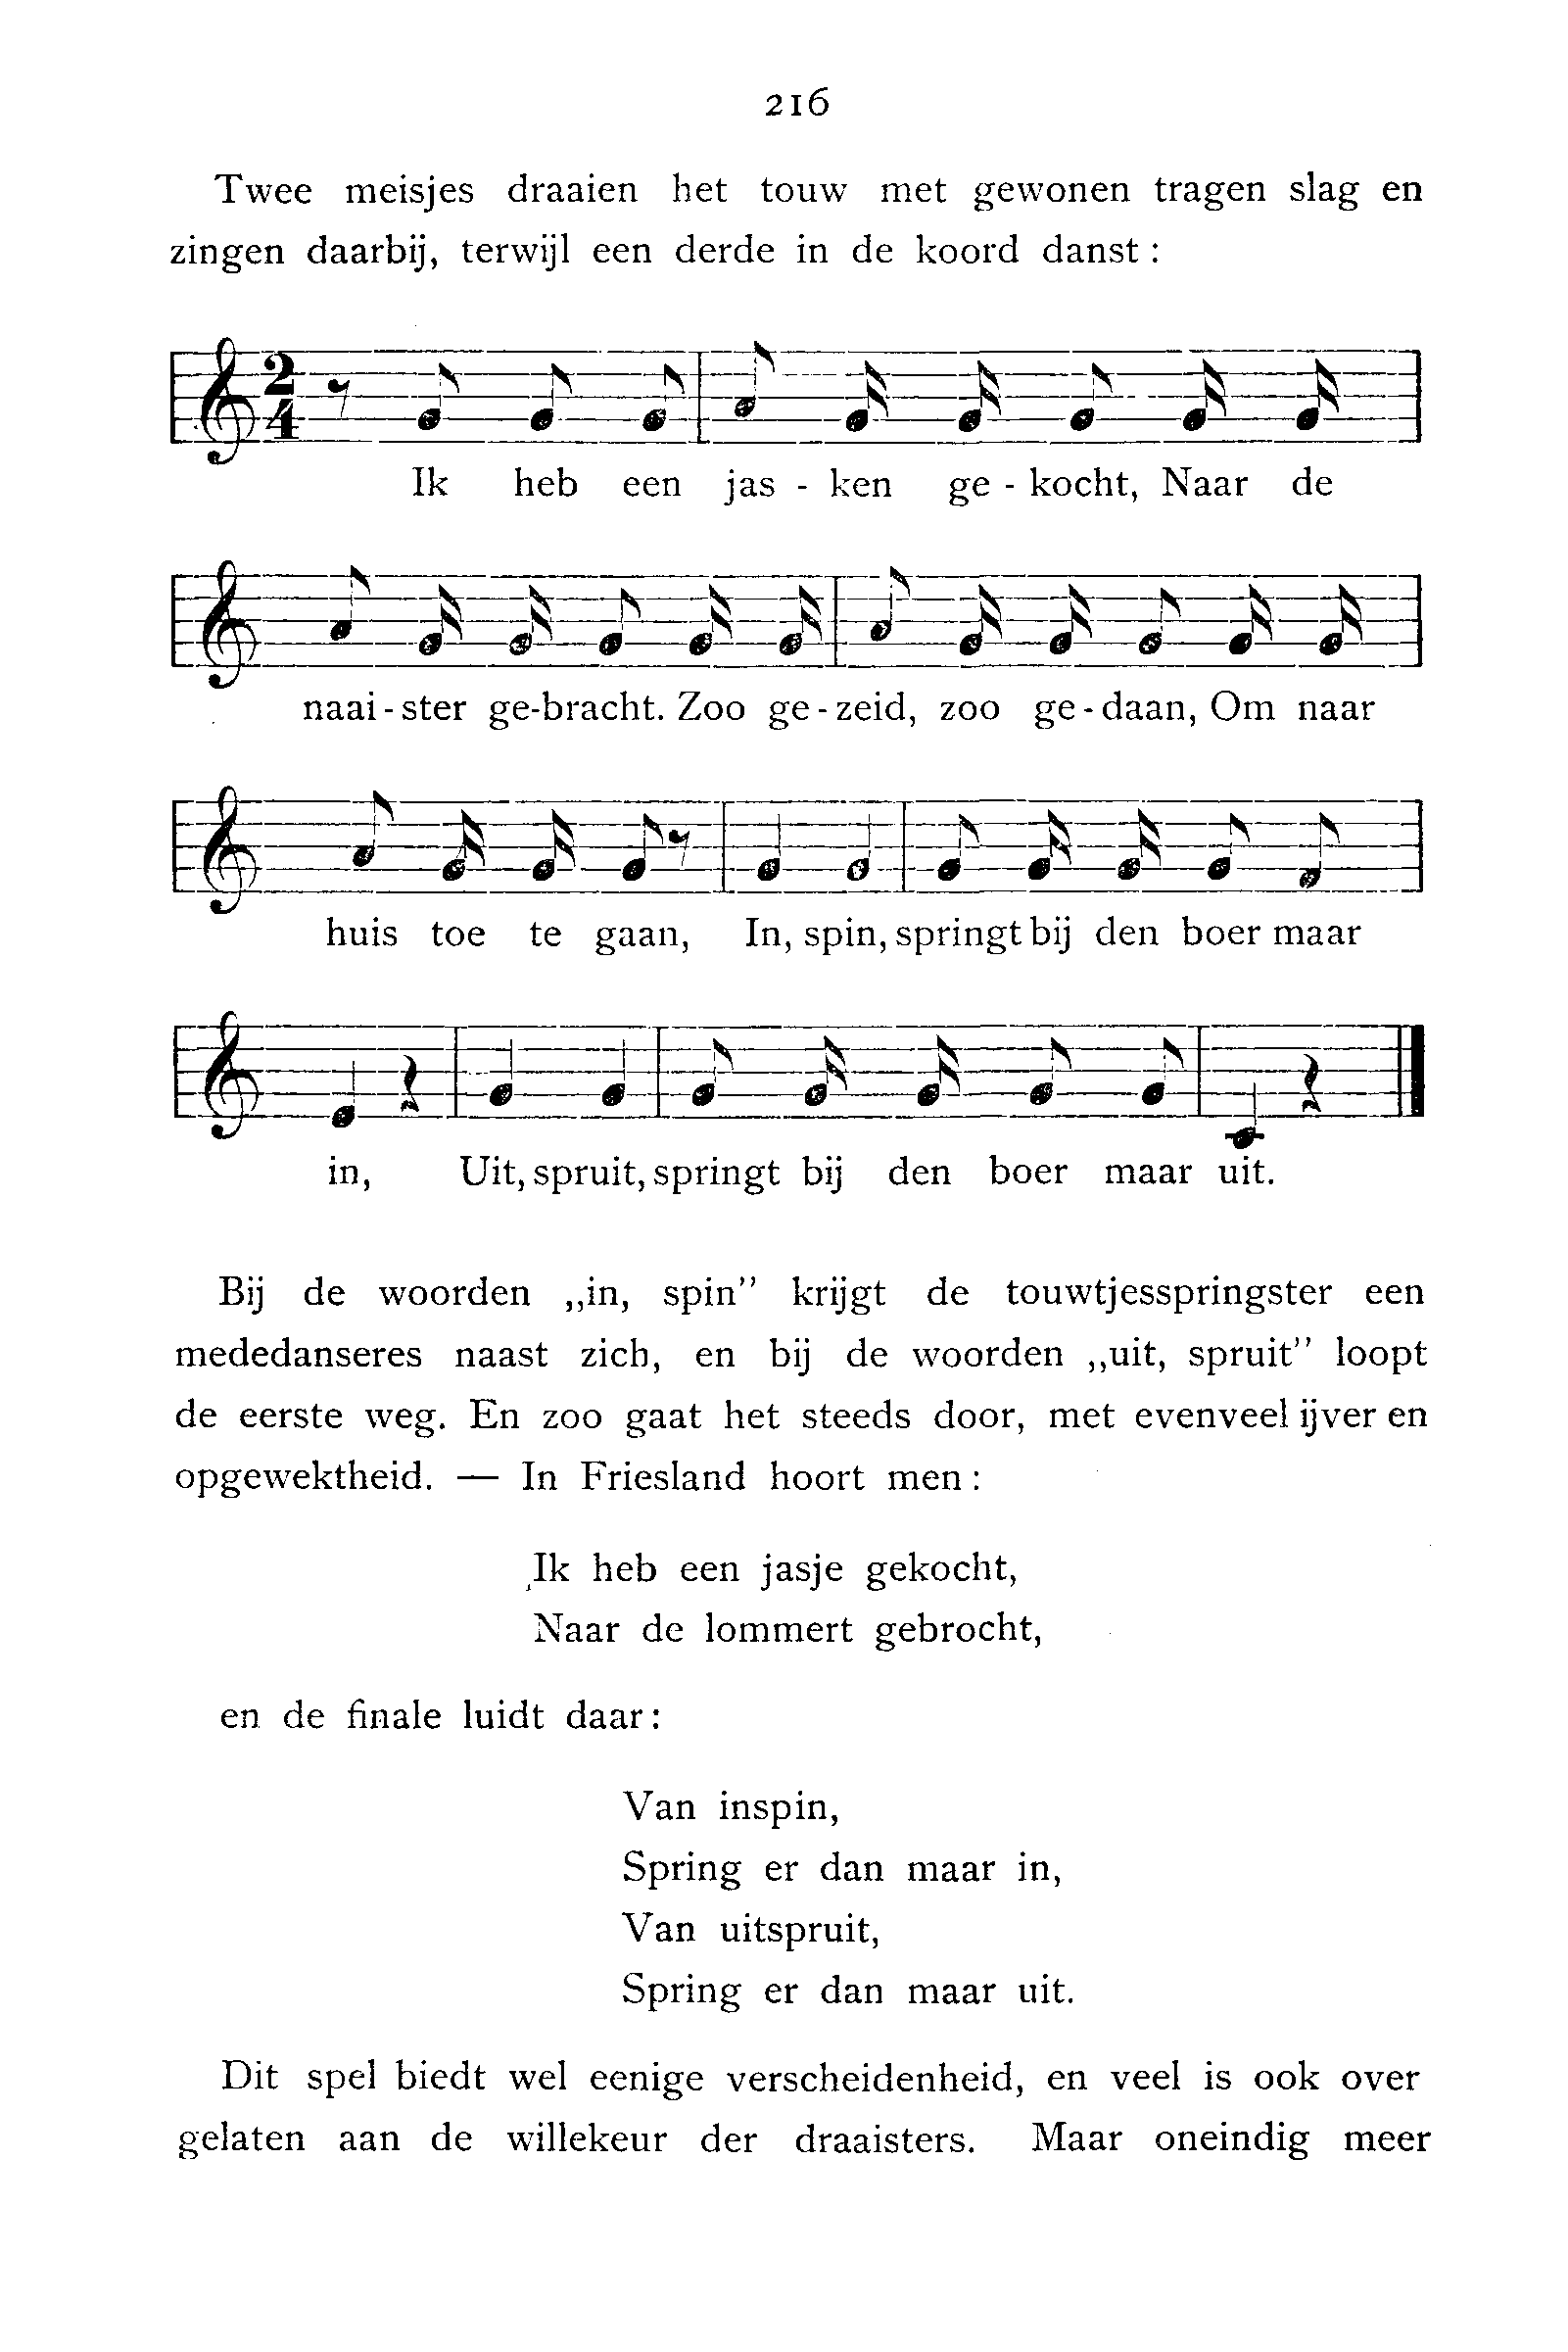 216
Twee meisjes draaien het touw met gewonen tragen slag en
zingen daarbij, terwijl een derde in de koord danst:
2
4
Ik heb een jas - ken ge - kocht, Naar de
naai - ster ge-bracht. Zoo ge - zeid, zoo ge - daan, Om naar
huis toe te gaan, In, spin, springt bij den boer maar
in, Uit, spruit, springt bij den boer maar uit.
Bij de woorden „in, spin” krijgt de touwtjesspringster een
mededanseres naast zich, en bij de woorden „uit, spruit” loopt
de eerste weg. En zoo gaat het steeds door, met evenveel ijver en
opgewektheid. — In Friesland hoort men:
Ik heb een jasje gekocht,
Naar de lommert gebrocht,
en de finale luidt daar:
Van inspin,
Spring er dan maar in,
Van uitspruit,
Spring er dan maar uit.
Dit spel biedt wel eenige verscheidenheid, en veel is ook over
gelaten aan de willekeur der draaisters. Maar oneindig meer